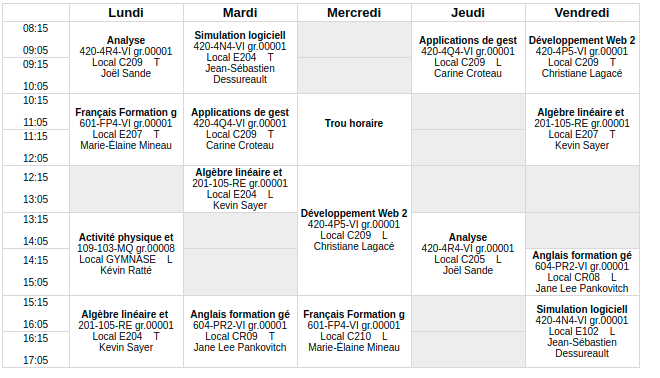 Lundi Mardi Mercredi Jeudi Vendredi
08:15
09:05
09:15
10:05
Analyse
420-4R4-VI gr.00001
Local C209 T
Joël Sande
Simulation logiciell
420-4N4-VI gr.00001
Local E204 T
Jean-Sébastien
Dessureault
Applications de gest
420-4Q4-VI gr.00001
Local C209 L
Carine Croteau
Développement Web 2
420-4P5-VI gr.00001
Local C209 T
Christiane Lagacé
10:15
11:05
11:15
12:05
Français Formation g
601-FP4-VI gr.00001
Local E207 T
Marie-Élaine Mineau
Applications de gest
420-4Q4-VI gr.00001
Local C209 T
Carine Croteau
Trou horaire
Algèbre linéaire et
201-105-RE gr.00001
Local E207 T
Kevin Sayer
12:15
13:05
Algèbre linéaire et
201-105-RE gr.00001
Local E204 L
Kevin Sayer
Développement Web 2
420-4P5-VI gr.00001
Local C209 L
Christiane Lagacé
13:15
14:05
14:15
15:05
Activité physique et
109-103-MQ gr.00008
Local GYMNASE L
Kévin Ratté
Analyse
420-4R4-VI gr.00001
Local C205 L
Joël Sande
Anglais formation gé
604-PR2-VI gr.00001
Local CR08 L
Jane Lee Pankovitch
15:15
16:05
16:15
17:05
Algèbre linéaire et
201-105-RE gr.00001
Local E204 T
Kevin Sayer
Anglais formation gé
604-PR2-VI gr.00001
Local CR09 T
Jane Lee Pankovitch
Français Formation g
601-FP4-VI gr.00001
Local C210 L
Marie-Élaine Mineau
Simulation logiciell
420-4N4-VI gr.00001
Local E102 L
Jean-Sébastien
Dessureault